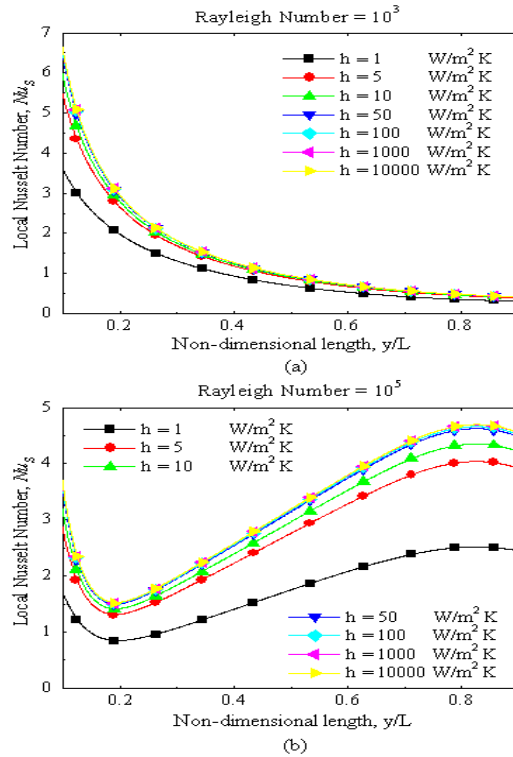 Rayleigh Number = 10³
7
6
5
4
3
2
1
0
Local Nusselt Number, Nuₛ
h = 1 W/m² K
h = 5 W/m² K
h = 10 W/m² K
h = 50 W/m² K
h = 100 W/m² K
h = 1000 W/m² K
h = 10000 W/m² K
0.2 0.4 0.6 0.8
Non-dimensional length, y/L
(a)
Rayleigh Number = 10⁵
5
4
3
2
1
0
Local Nusselt Number, Nuₛ
h = 1 W/m² K
h = 5 W/m² K
h = 10 W/m² K
h = 50 W/m² K
h = 100 W/m² K
h = 1000 W/m² K
h = 10000 W/m² K
0.2 0.4 0.6 0.8
Non-dimensional length, y/L
(b)